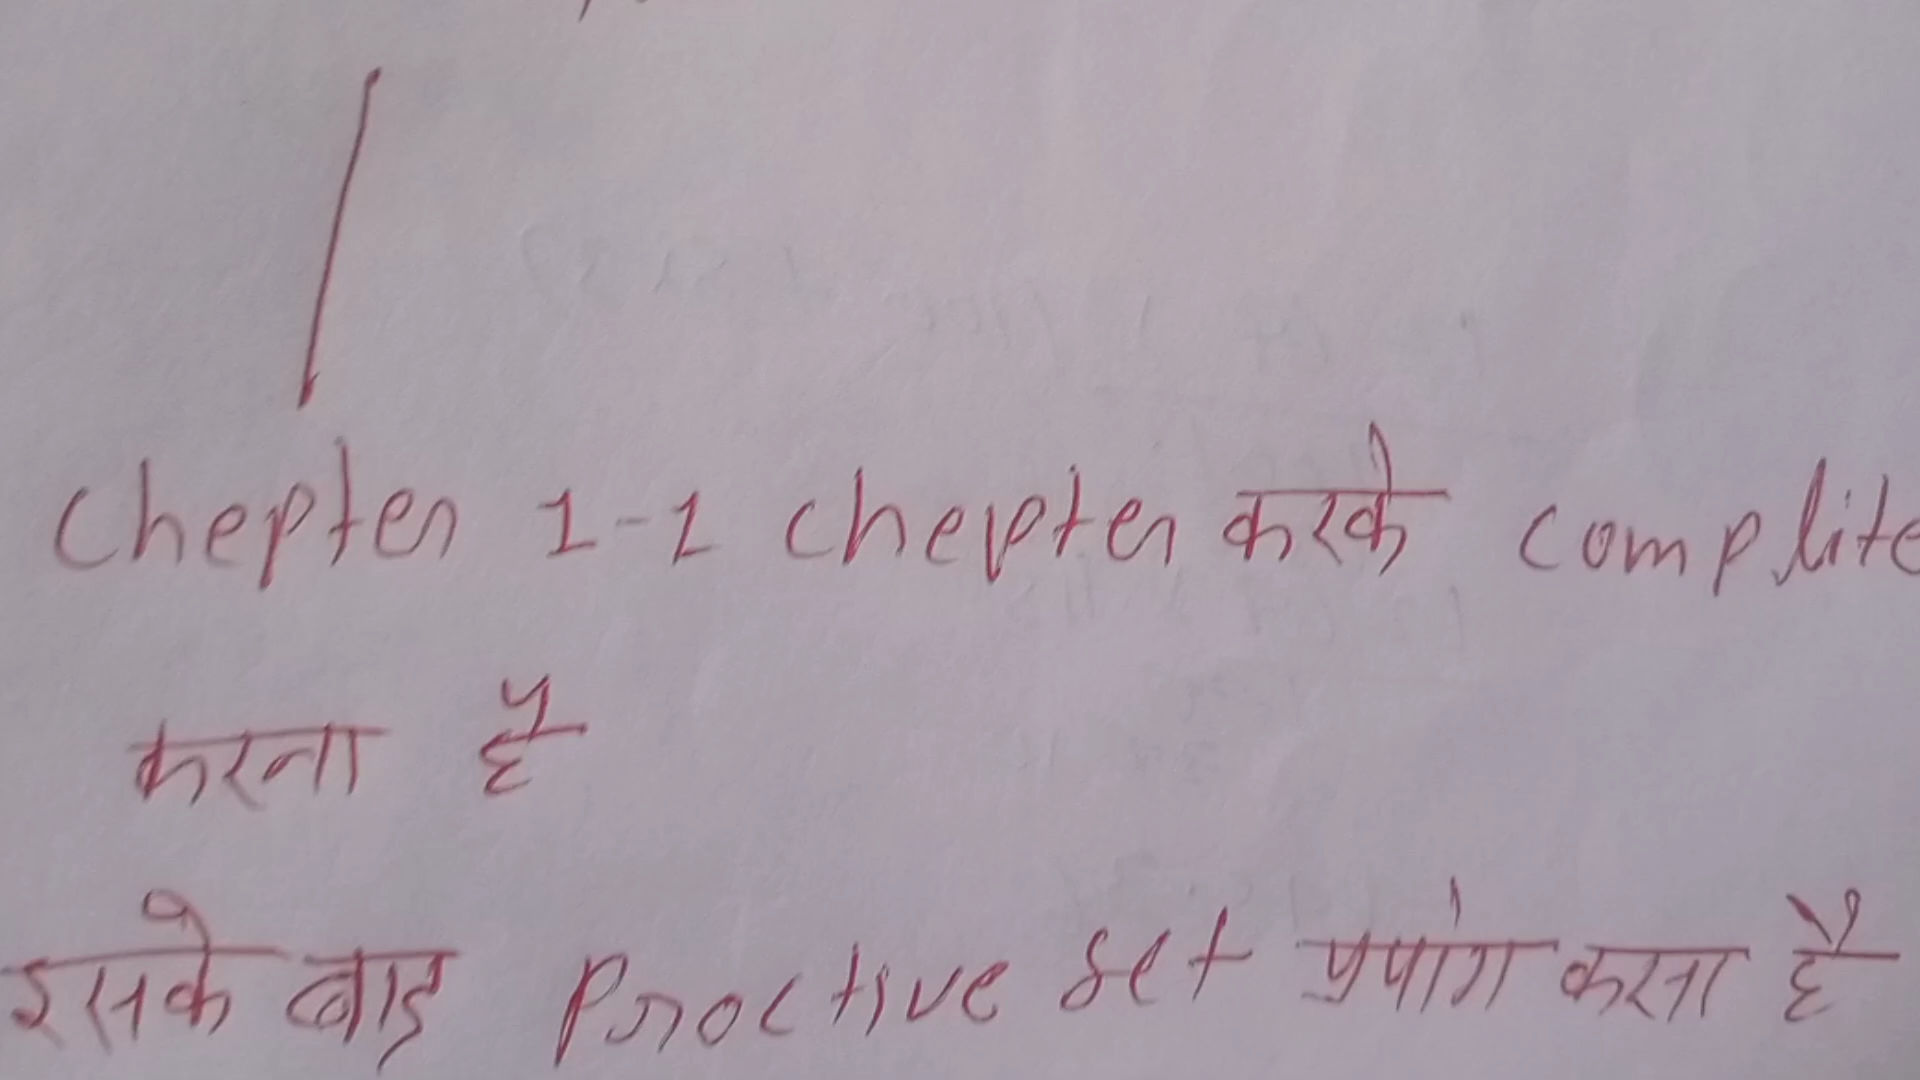 Chepter 1-1 chepter करके complite
करना है
इसके बाद Proctive set प्रयोग करना है